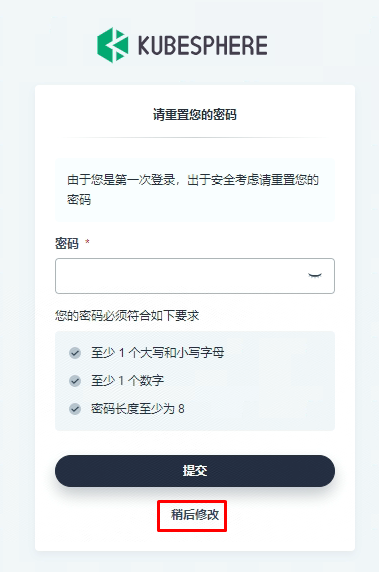 KUBESPHERE
请重置您的密码
由于您是第一次登录，出于安全考虑请重置您的
密码
密码 *
您的密码必须符合如下要求
至少 1 个大写和小写字母
至少 1 个数字
密码长度至少为 8
提交
稍后修改